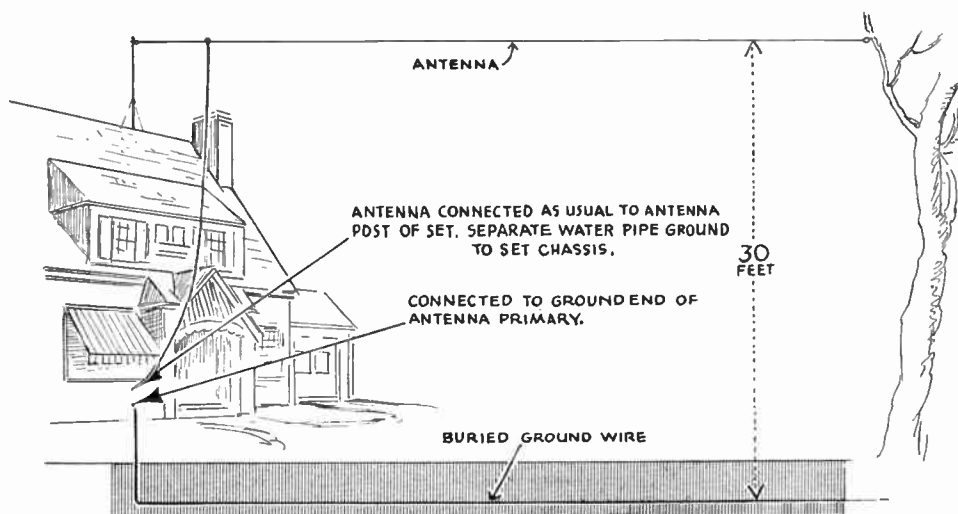 ANTENNA
ANTENNA CONNECTED AS USUAL TO ANTENNA
POST OF SET. SEPARATE WATER PIPE GROUND
TO SET CHASSIS.
30
FEET
CONNECTED TO GROUND END OF
ANTENNA PRIMARY.
BURIED GROUND WIRE